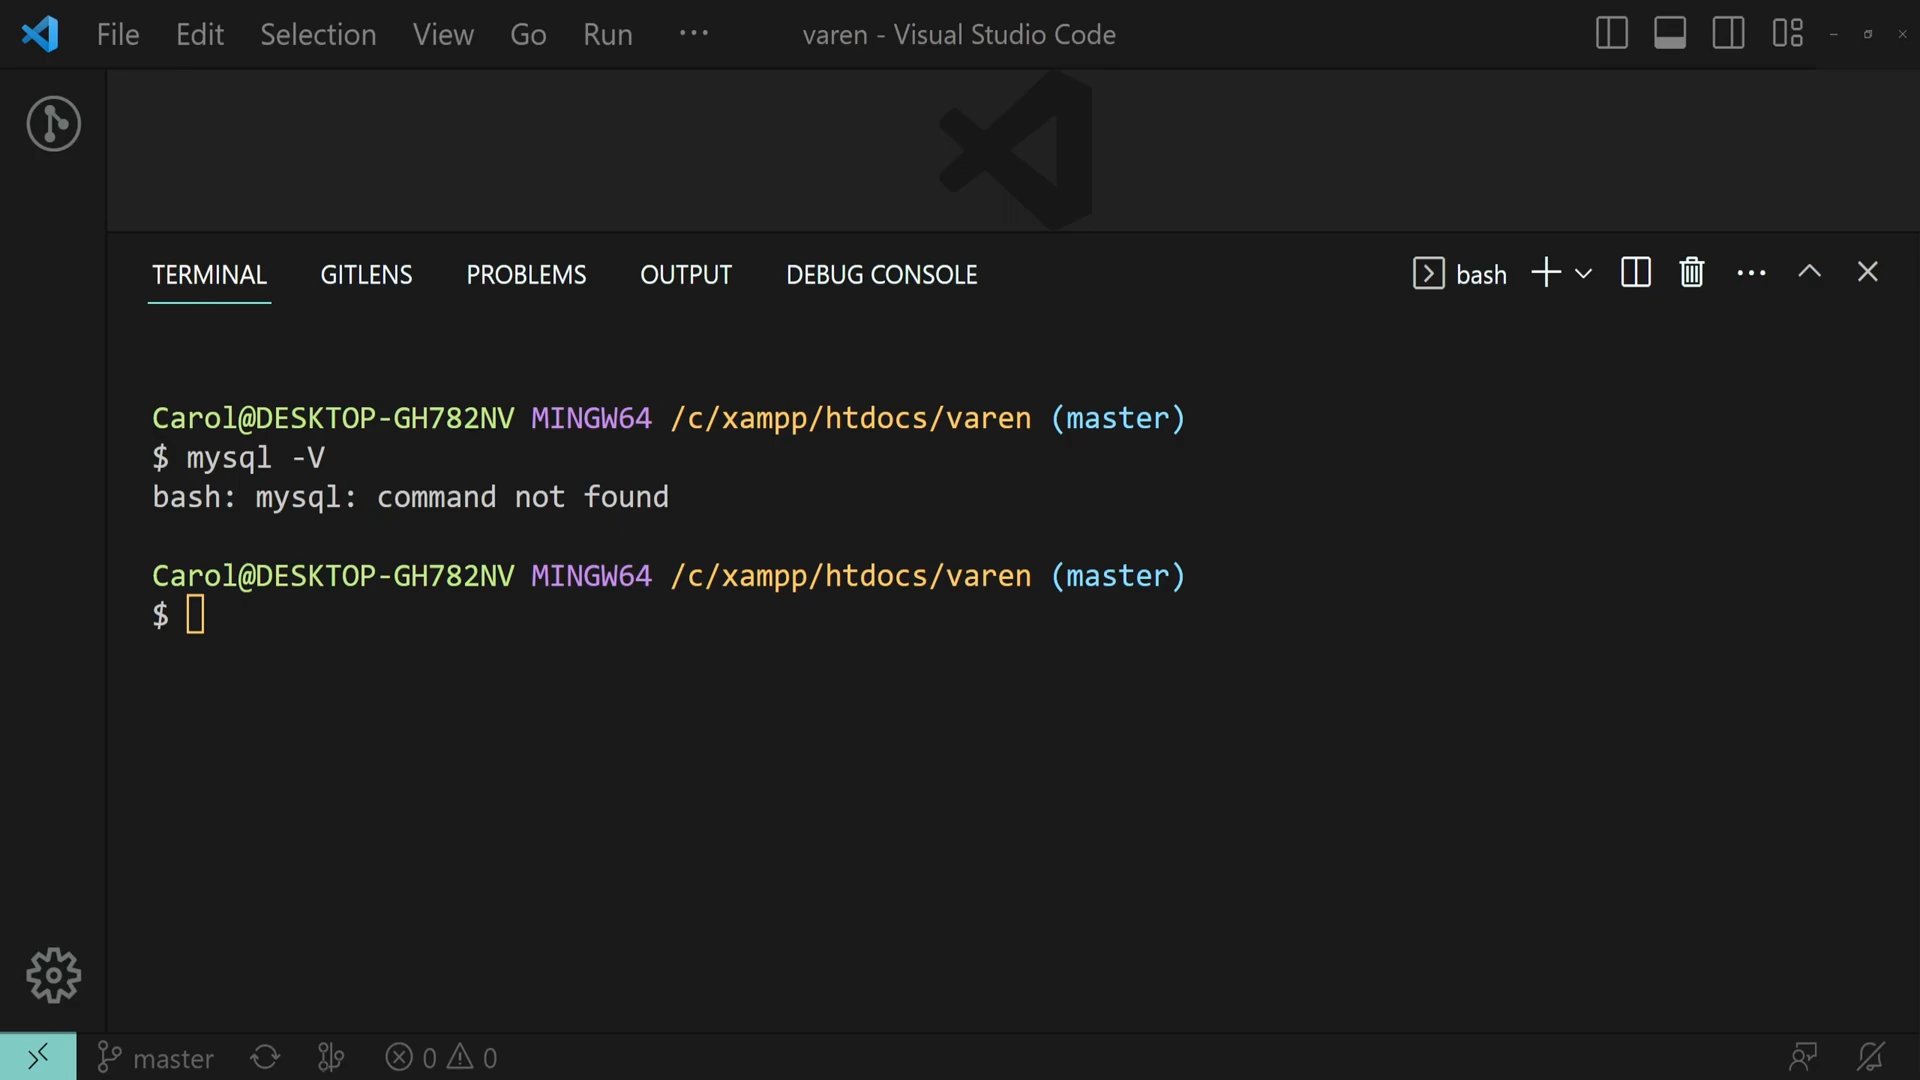 File Edit Selection View Go Run ··· varen - Visual Studio Code
TERMINAL GITLENS PROBLEMS OUTPUT DEBUG CONSOLE bash
Carol@DESKTOP-GH782NV MINGW64 /c/xampp/htdocs/varen (master)
$ mysql -V
bash: mysql: command not found
Carol@DESKTOP-GH782NV MINGW64 /c/xampp/htdocs/varen (master)
$
master 0 0